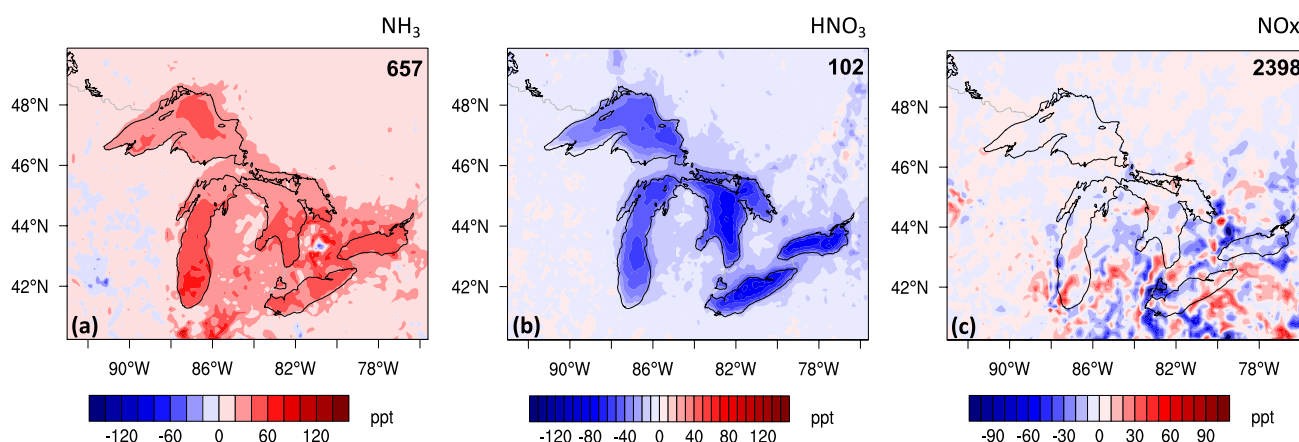 NH₃
HNO₃
NOx
657
102
2398
48°N
46°N
44°N
42°N
(a)
90°W 86°W 82°W 78°W
48°N
46°N
44°N
42°N
(b)
90°W 86°W 82°W 78°W
48°N
46°N
44°N
42°N
(c)
90°W 86°W 82°W 78°W
-120 -60 0 60 120 ppt
-120 -80 -40 0 40 80 120 ppt
-90 -60 -30 0 30 60 90 ppt